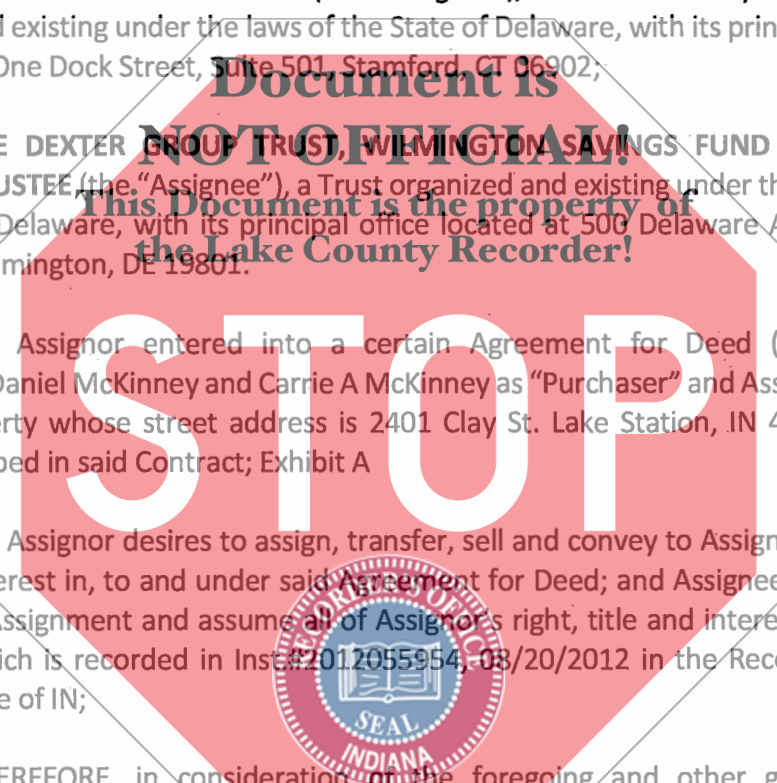 d existing under the laws of the State of Delaware, with its prin
One Dock Street, Suite 501, Stamford, CT 06902;
Document is
NOT OFFICIAL!
This Document is the property of
the Lake County Recorder!
E DEXTER GROUP TRUST, WILMINGTON SAVINGS FUND
USTEE (the "Assignee"), a Trust organized and existing under th
Delaware, with its principal office located at 500 Delaware A
mington, DE 19801.
STOP
Assignor entered into a certain Agreement for Deed (
Daniel McKinney and Carrie A McKinney as "Purchaser" and Ass
erty whose street address is 2401 Clay St. Lake Station, IN 4
bed in said Contract; Exhibit A
Assignor desires to assign, transfer, sell and convey to Assign
erest in, to and under said Agreement for Deed; and Assignee
Assignment and assume all of Assignor's right, title and intere
ich is recorded in Inst.#2012055954, 08/20/2012 in the Reco
e of IN;
SEAL
INDIANA
EREFORE, in consideration of the foregoing and other g